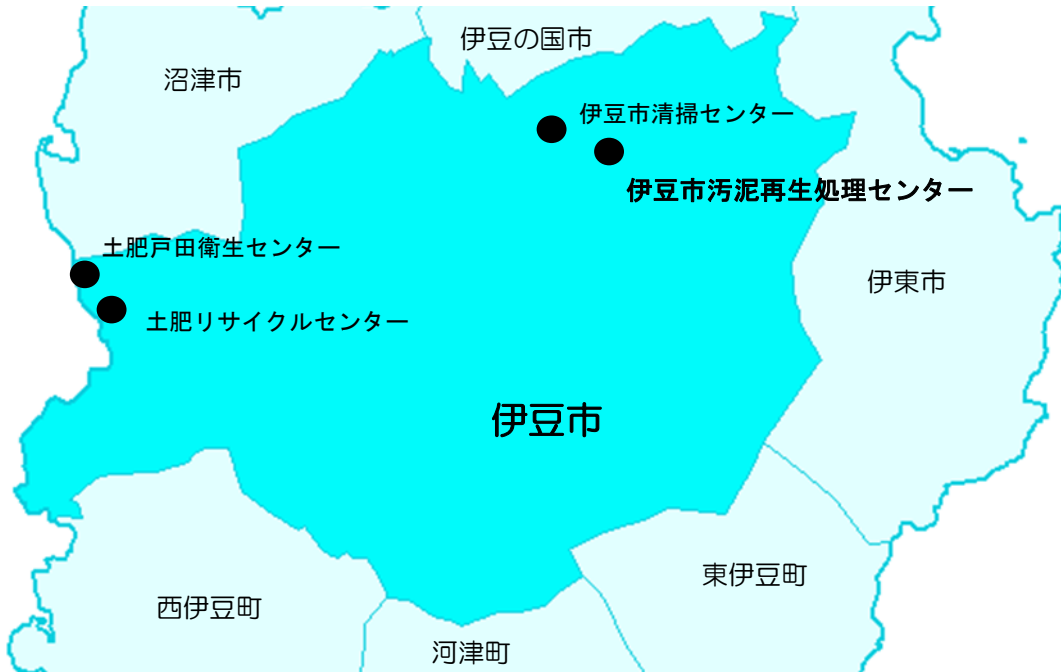 伊豆の国市
沼津市
伊豆市清掃センター
伊豆市汚泥再生処理センター
土肥戸田衛生センター
伊東市
土肥リサイクルセンター
伊豆市
東伊豆町
西伊豆町
河津町